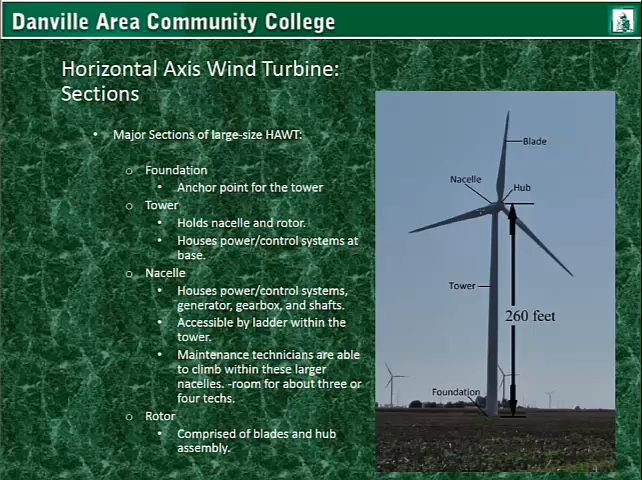 Danville Area Community College
Horizontal Axis Wind Turbine:
Sections
• Major Sections of large-size HAWT:
o Foundation
• Anchor point for the tower
o Tower
• Holds nacelle and rotor.
• Houses power/control systems at
base.
o Nacelle
• Houses power/control systems,
generator, gearbox, and shafts.
• Accessible by ladder within the
tower.
• Maintenance technicians are able
to climb within these larger
nacelles. -room for about three or
four techs.
o Rotor
• Comprised of blades and hub
assembly.
Blade
Nacelle
Hub
Tower
260 feet
Foundation